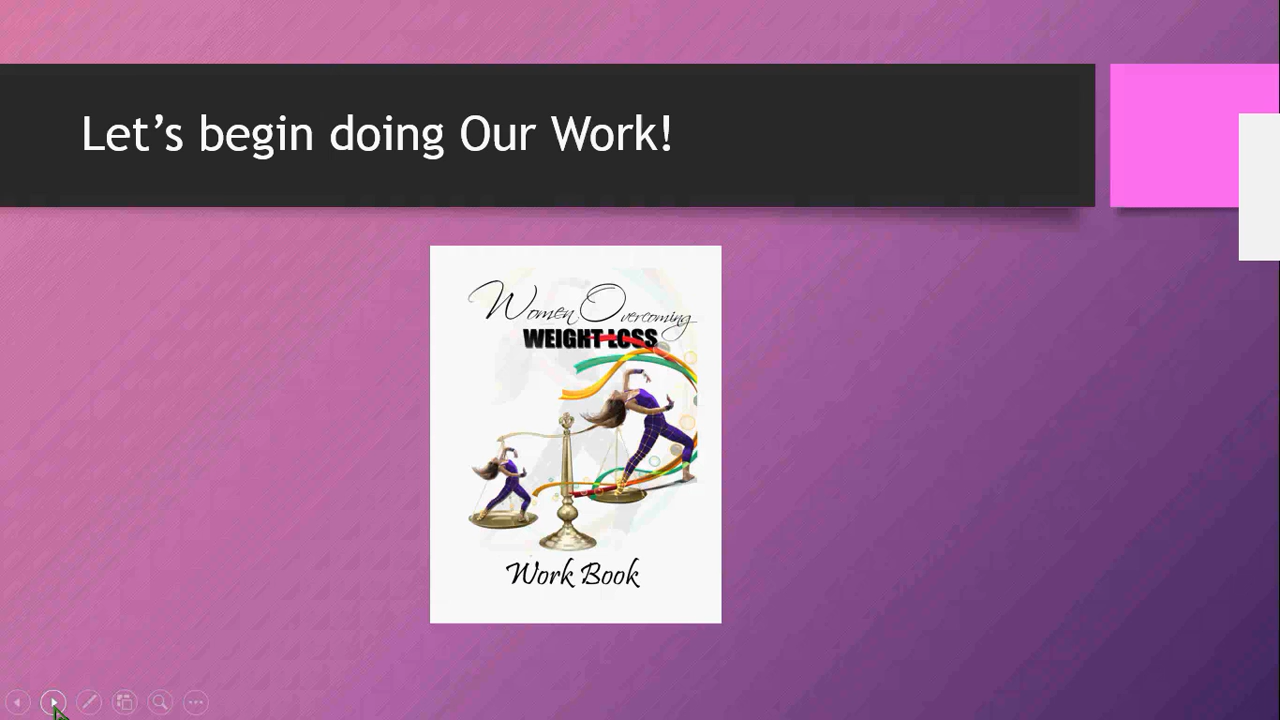 Let’s begin doing Our Work!
Women Overcoming
WEIGHT LOSS
Work Book